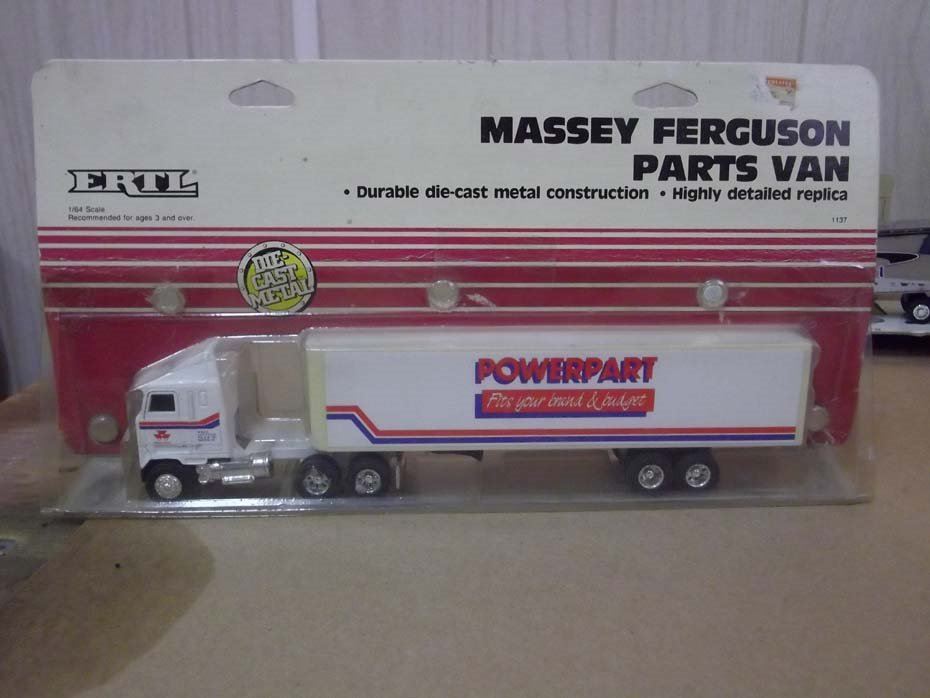 MASSEY FERGUSON
PARTS VAN
• Durable die-cast metal construction • Highly detailed replica
ERTL
1/64 Scale
Recommended for ages 3 and over.
1137
DIE-
CAST
METAL
POWERPART
Fits your brand & budget